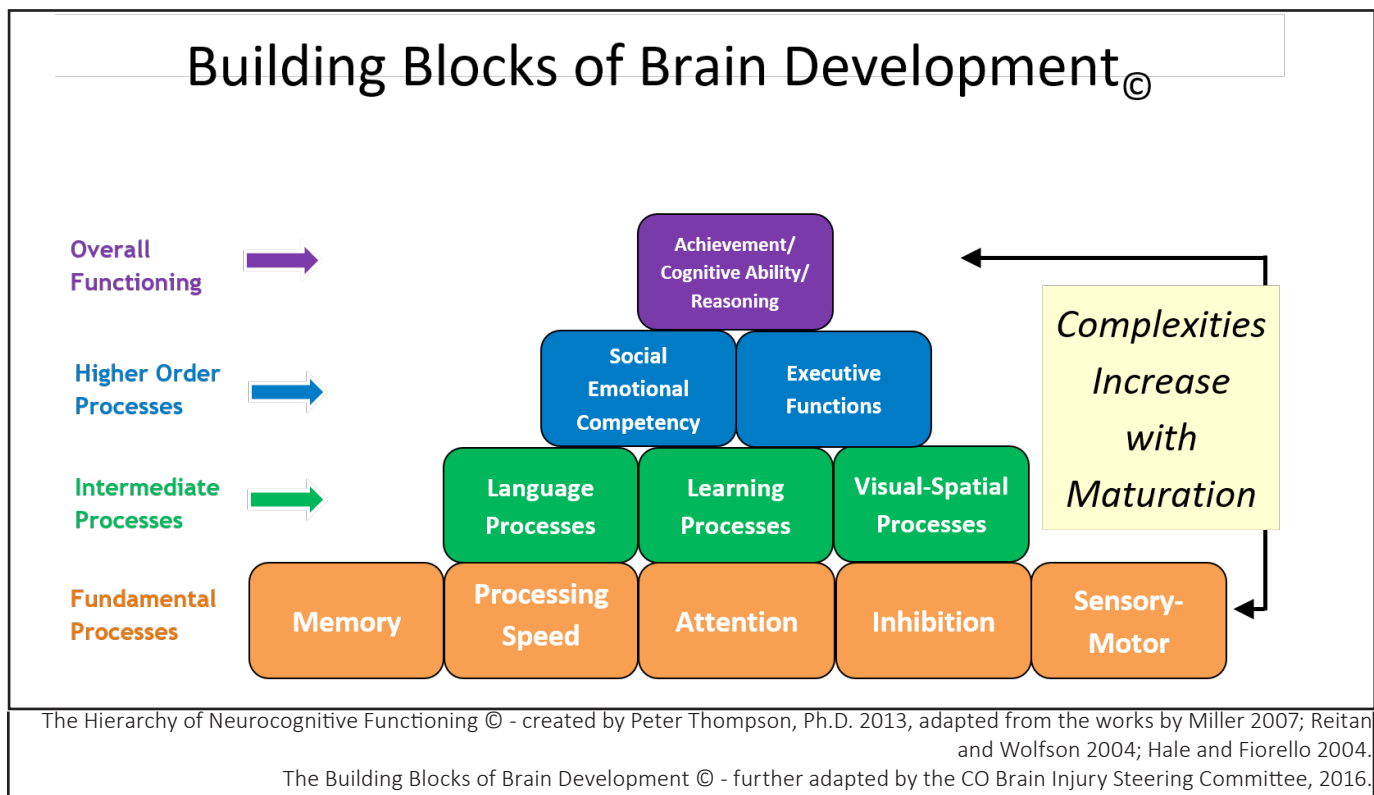 Building Blocks of Brain Development©
Overall
Functioning
Achievement/
Cognitive Ability/
Reasoning
Higher Order
Processes
Social
Emotional
Competency
Executive
Functions
Intermediate
Processes
Language
Processes
Learning
Processes
Visual-Spatial
Processes
Fundamental
Processes
Memory
Processing
Speed
Attention
Inhibition
Sensory-
Motor
Complexities
Increase
with
Maturation
The Hierarchy of Neurocognitive Functioning © - created by Peter Thompson, Ph.D. 2013, adapted from the works by Miller 2007; Reitan
and Wolfson 2004; Hale and Fiorello 2004.
The Building Blocks of Brain Development © - further adapted by the CO Brain Injury Steering Committee, 2016.